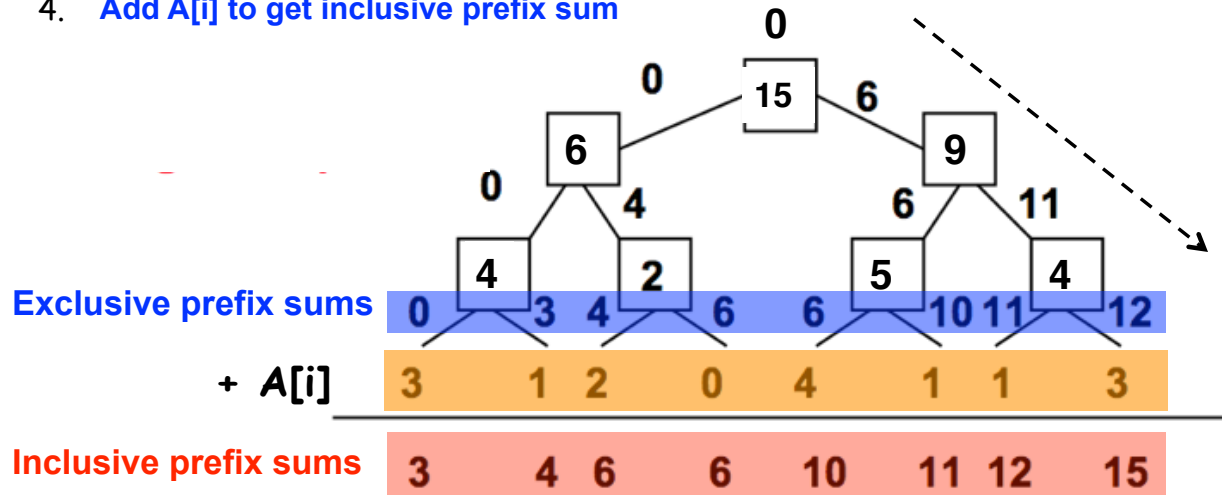 4. Add A[i] to get inclusive prefix sum
0
0 15 6
6 9
0 4 6 11
4 2 5 4
Exclusive prefix sums 0 3 4 6 6 10 11 12
+ A[i] 3 1 2 0 4 1 1 3
Inclusive prefix sums 3 4 6 6 10 11 12 15